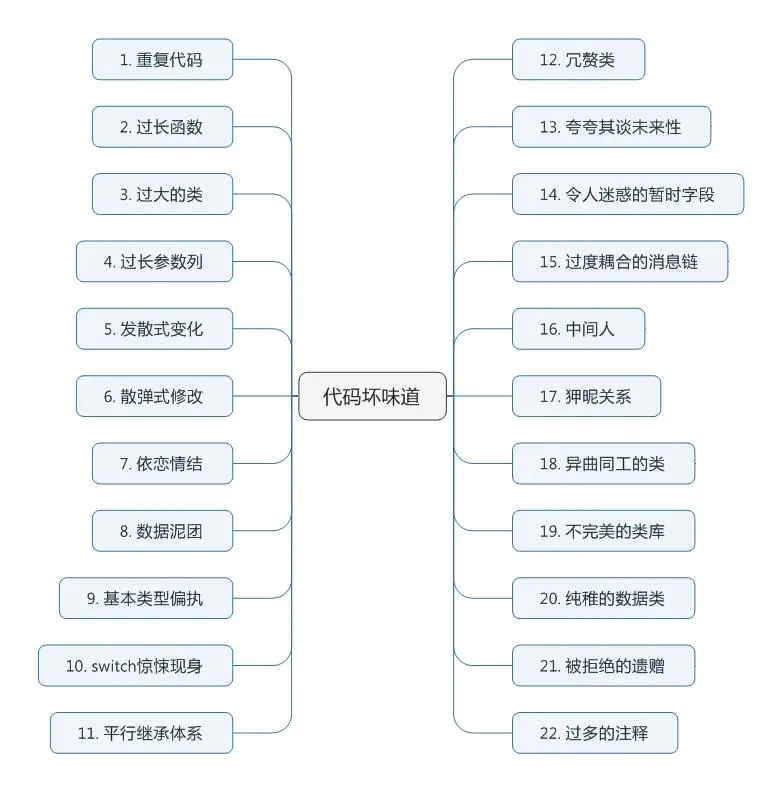 1. 重复代码
2. 过长函数
3. 过大的类
4. 过长参数列
5. 发散式变化
6. 散弹式修改
7. 依恋情结
8. 数据泥团
9. 基本类型偏执
10. switch惊悚现身
11. 平行继承体系
代码坏味道
12. 冗赘类
13. 夸夸其谈未来性
14. 令人迷惑的暂时字段
15. 过度耦合的消息链
16. 中间人
17. 狎昵关系
18. 异曲同工的类
19. 不完美的类库
20. 纯稚的数据类
21. 被拒绝的遗赠
22. 过多的注释